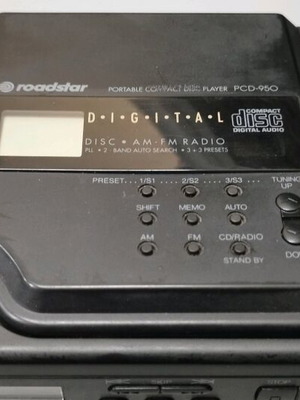 roadstar PORTABLE COMPACT DISC PLAYER PCD-950
D·I·G·I·T·A·L
COMPACT
disc
DIGITAL AUDIO
DISC • AM-FM RADIO
PLL • 2 - BAND AUTO SEARCH • 3 + 3 PRESETS
PRESET ... 1/S1 ... 2/S2 ... 3/S3 TUNING
UP
SHIFT MEMO AUTO
AM FM CD/RADIO
STAND BY